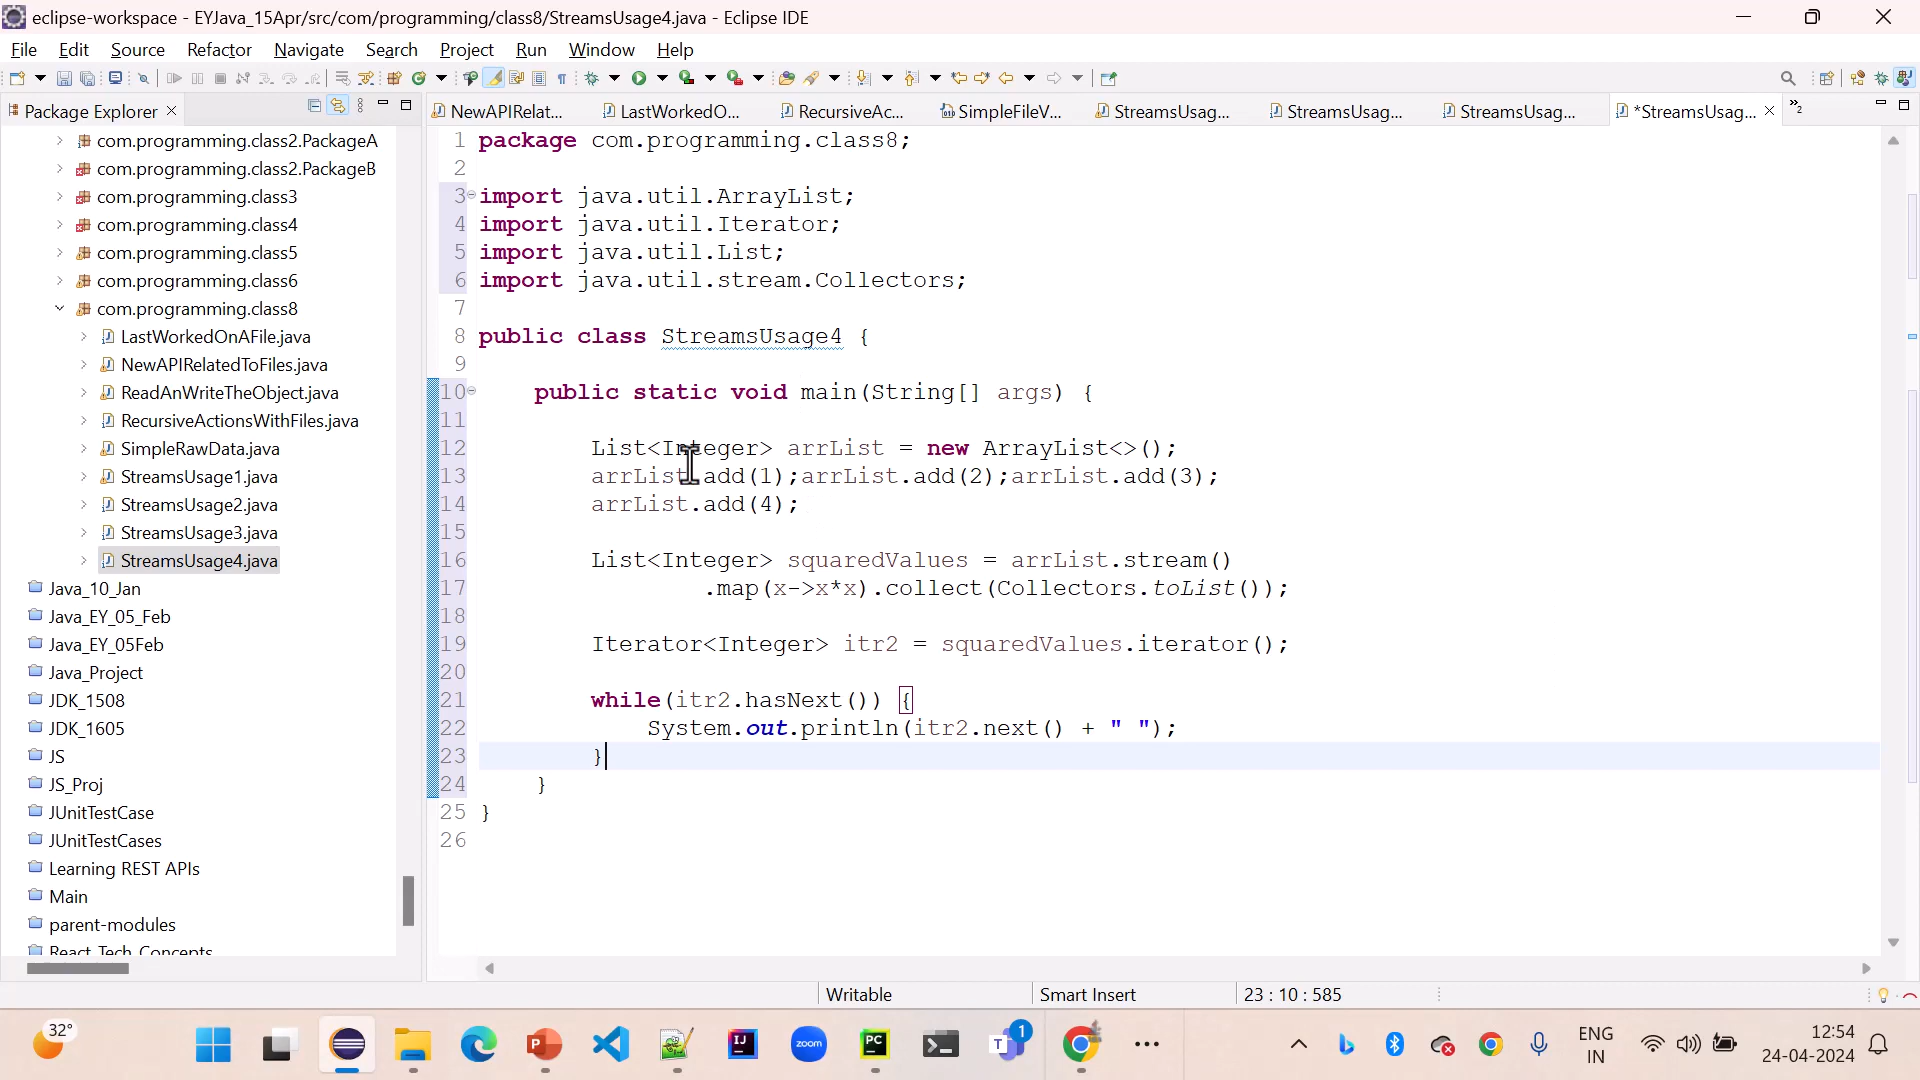 eclipse-workspace - EYJava_15Apr/src/com/programming/class8/StreamsUsage4.java - Eclipse IDE
File Edit Source Refactor Navigate Search Project Run Window Help
Package Explorer
NewAPIRelat... LastWorkedO... RecursiveAc... SimpleFileV... StreamsUsag... StreamsUsag... StreamsUsag... *StreamsUsag... »2
com.programming.class2.PackageA
com.programming.class2.PackageB
com.programming.class3
com.programming.class4
com.programming.class5
com.programming.class6
com.programming.class8
LastWorkedOnAFile.java
NewAPIRelatedToFiles.java
ReadAnWriteTheObject.java
RecursiveActionsWithFiles.java
SimpleRawData.java
StreamsUsage1.java
StreamsUsage2.java
StreamsUsage3.java
StreamsUsage4.java
Java_10_Jan
Java_EY_05_Feb
Java_EY_05Feb
Java_Project
JDK_1508
JDK_1605
JS
JS_Proj
JUnitTestCase
JUnitTestCases
Learning REST APIs
Main
parent-modules
React Tech Concepts
1 package com.programming.class8;
2
3 import java.util.ArrayList;
4 import java.util.Iterator;
5 import java.util.List;
6 import java.util.stream.Collectors;
7
8 public class StreamsUsage4 {
9
10 public static void main(String[] args) {
11
12 List<Integer> arrList = new ArrayList<>();
13 arrList.add(1);arrList.add(2);arrList.add(3);
14 arrList.add(4);
15
16 List<Integer> squaredValues = arrList.stream()
17 .map(x->x*x).collect(Collectors.toList());
18
19 Iterator<Integer> itr2 = squaredValues.iterator();
20
21 while(itr2.hasNext()) {
22 System.out.println(itr2.next() + " ");
23 }
24 }
25 }
26
Writable Smart Insert 23 : 10 : 585
32°
IJ zoom PC T 1
ENG
IN
12:54
24-04-2024